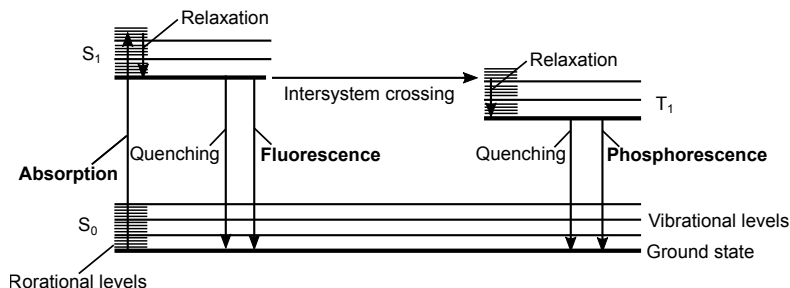 Relaxation
S1
Relaxation
Intersystem crossing
T1
Quenching
Fluorescence
Quenching
Phosphorescence
Absorption
S0
Vibrational levels
Ground state
Rorational levels